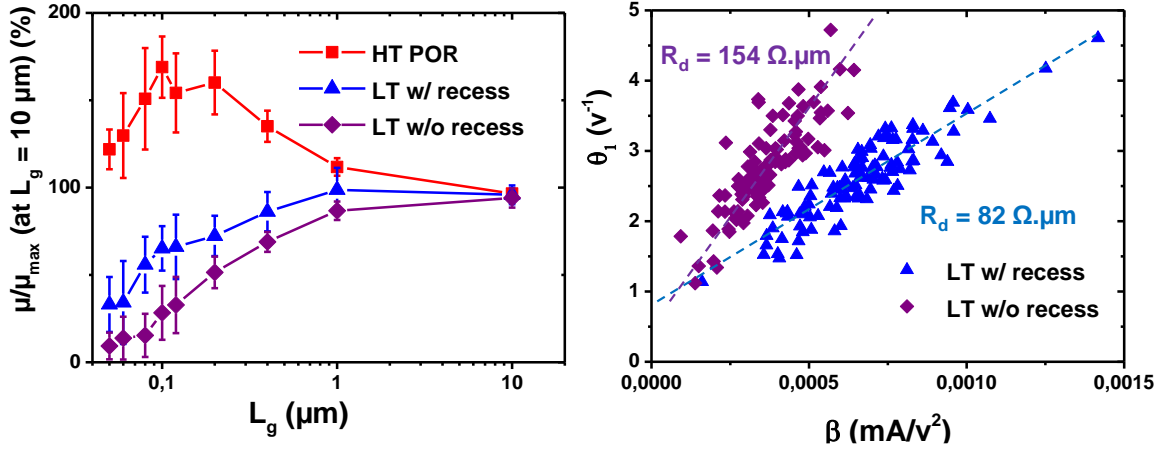 μ/μmax (at Lg = 10 μm) (%)
200
100
0
HT POR
LT w/ recess
LT w/o recess
0,1
1
10
Lg (μm)
θ1 (v-1)
5
4
3
2
1
0
Rd = 154 Ω.μm
Rd = 82 Ω.μm
LT w/ recess
LT w/o recess
0,0000
0,0005
0,0010
0,0015
β (mA/v2)